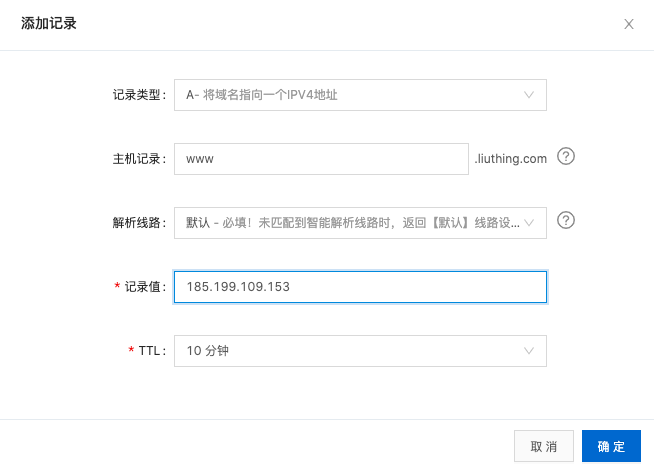 添加记录
记录类型： A- 将域名指向一个IPV4地址
主机记录： www .liuthing.com ?
解析线路： 默认 - 必填！未匹配到智能解析线路时，返回【默认】线路设... ?
* 记录值： 185.199.109.153
* TTL： 10 分钟
取 消 确 定